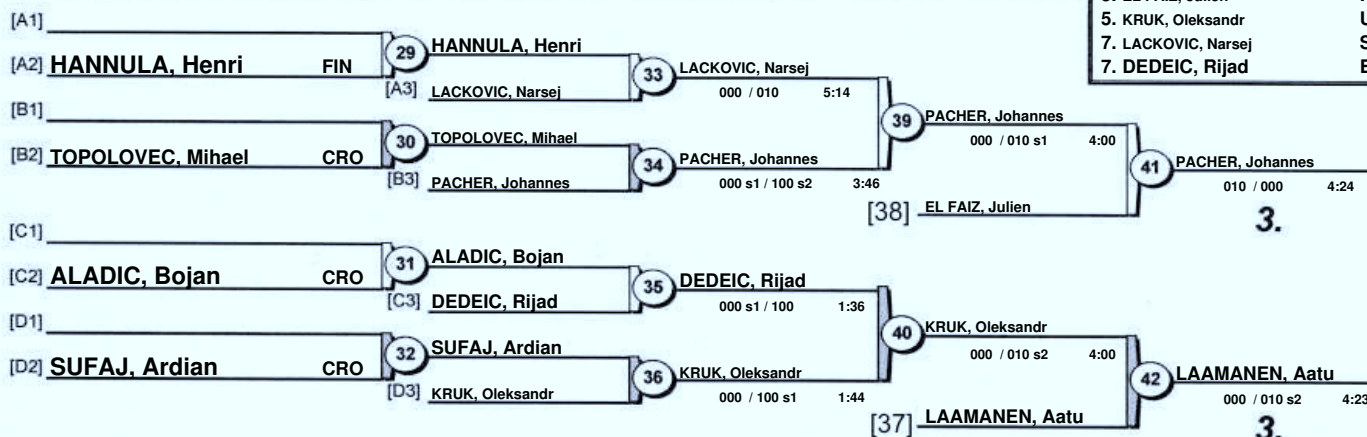 5. KRUK, Oleksandr
7. LACKOVIC, Narsej
7. DEDEIC, Rijad
[A1]
[A2] HANNULA, Henri FIN
29
HANNULA, Henri
[A3] LACKOVIC, Narsej
33
LACKOVIC, Narsej
000 / 010 5:14
[B1]
[B2] TOPOLOVEC, Mihael CRO
30
TOPOLOVEC, Mihael
[B3] PACHER, Johannes
34
PACHER, Johannes
000 s1 / 100 s2 3:46
39
PACHER, Johannes
000 / 010 s1 4:00
[38] EL FAIZ, Julien
41
PACHER, Johannes
010 / 000 4:24
3.
[C1]
[C2] ALADIC, Bojan CRO
31
ALADIC, Bojan
[C3] DEDEIC, Rijad
35
DEDEIC, Rijad
000 s1 / 100 1:36
[D1]
[D2] SUFAJ, Ardian CRO
32
SUFAJ, Ardian
[D3] KRUK, Oleksandr
36
KRUK, Oleksandr
000 / 100 s1 1:44
40
KRUK, Oleksandr
000 / 010 s2 4:00
[37] LAAMANEN, Aatu
42
LAAMANEN, Aatu
000 / 010 s2 4:23
3.